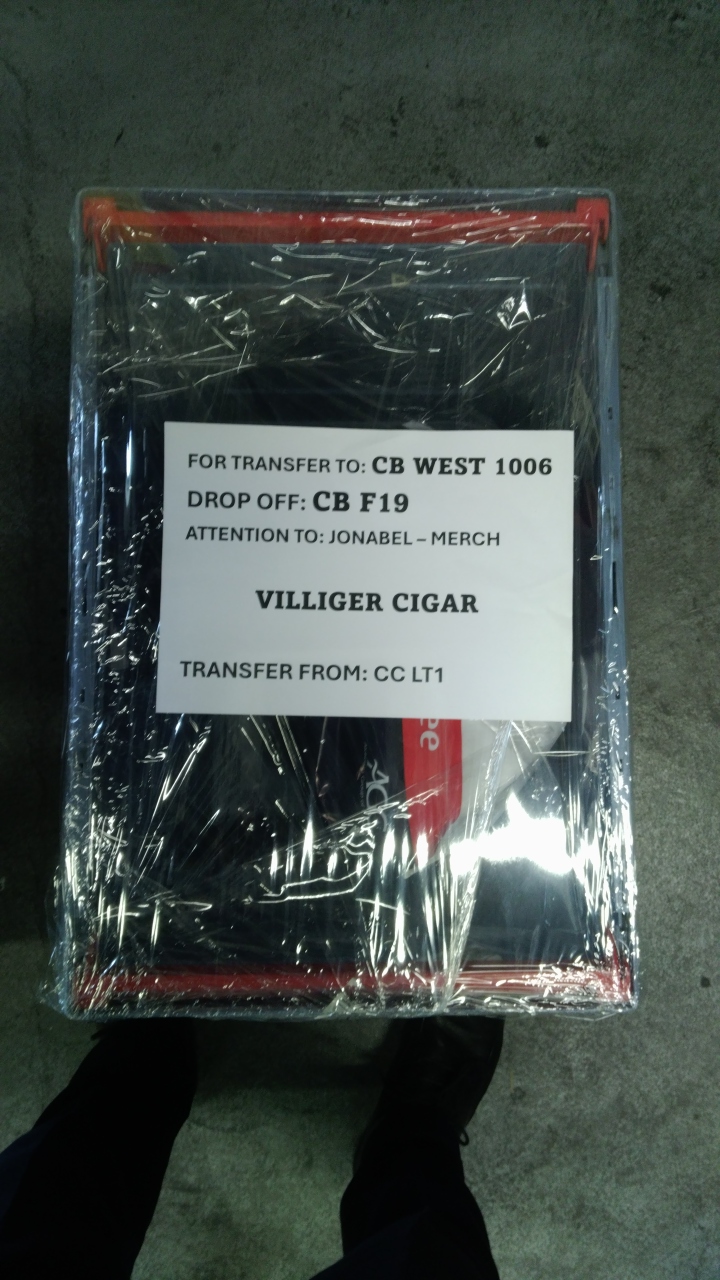 FOR TRANSFER TO: CB WEST 1006
DROP OFF: CB F19
ATTENTION TO: JONABEL – MERCH
VILLIGER CIGAR
TRANSFER FROM: CC LT1
ee